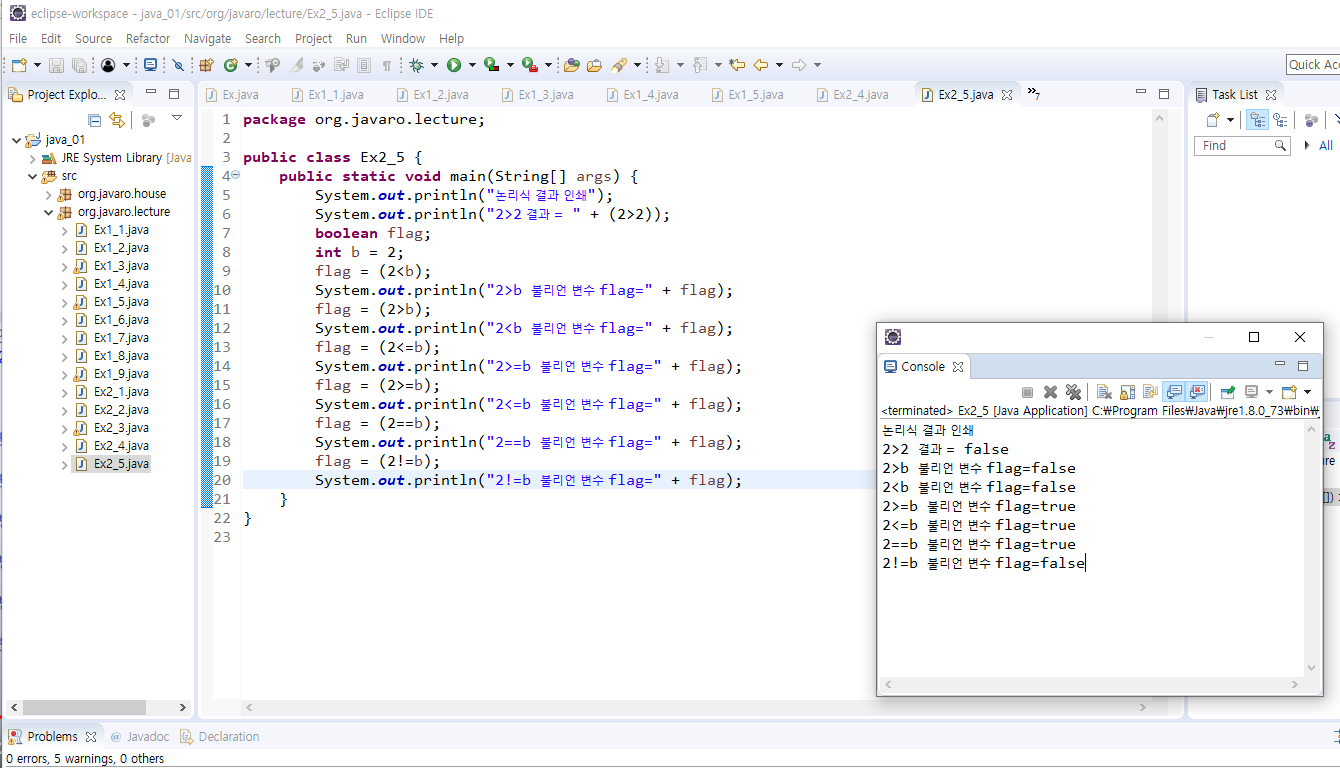 eclipse-workspace - java_01/src/org/javaro/lecture/Ex2_5.java - Eclipse IDE
File Edit Source Refactor Navigate Search Project Run Window Help
Quick Acc
Project Explo...
java_01
JRE System Library [Java
src
org.javaro.house
org.javaro.lecture
Ex1_1.java
Ex1_2.java
Ex1_3.java
Ex1_4.java
Ex1_5.java
Ex1_6.java
Ex1_7.java
Ex1_8.java
Ex1_9.java
Ex2_1.java
Ex2_2.java
Ex2_3.java
Ex2_4.java
Ex2_5.java
Ex.java Ex1_1.java Ex1_2.java Ex1_3.java Ex1_4.java Ex1_5.java Ex2_4.java Ex2_5.java »7
1 package org.javaro.lecture;
2
3 public class Ex2_5 {
4 public static void main(String[] args) {
5 System.out.println("논리식 결과 인쇄");
6 System.out.println("2>2 결과 = " + (2>2));
7 boolean flag;
8 int b = 2;
9 flag = (2<b);
10 System.out.println("2>b 불리언 변수 flag=" + flag);
11 flag = (2>b);
12 System.out.println("2<b 불리언 변수 flag=" + flag);
13 flag = (2<=b);
14 System.out.println("2>=b 불리언 변수 flag=" + flag);
15 flag = (2>=b);
16 System.out.println("2<=b 불리언 변수 flag=" + flag);
17 flag = (2==b);
18 System.out.println("2==b 불리언 변수 flag=" + flag);
19 flag = (2!=b);
20 System.out.println("2!=b 불리언 변수 flag=" + flag);
21 }
22 }
23
Task List
Find All
Console
<terminated> Ex2_5 [Java Application] C:₩Program Files₩Java₩jre1.8.0_73₩bin₩
논리식 결과 인쇄
2>2 결과 = false
2>b 불리언 변수 flag=false
2<b 불리언 변수 flag=false
2>=b 불리언 변수 flag=true
2<=b 불리언 변수 flag=true
2==b 불리언 변수 flag=true
2!=b 불리언 변수 flag=false
Problems Javadoc Declaration
0 errors, 5 warnings, 0 others